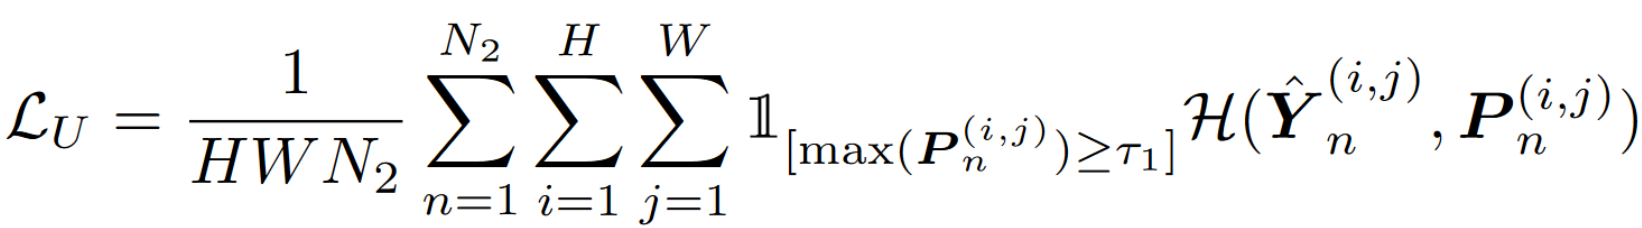 $\mathcal{L}_U = \frac{1}{HWN_2} \sum_{n=1}^{N_2} \sum_{i=1}^{H} \sum_{j=1}^{W} \mathbb{1}_{[\max(\boldsymbol{P}_n^{(i,j)}) \geq \tau_1]} \mathcal{H}(\hat{\boldsymbol{Y}}_n^{(i,j)}, \boldsymbol{P}_n^{(i,j)})$